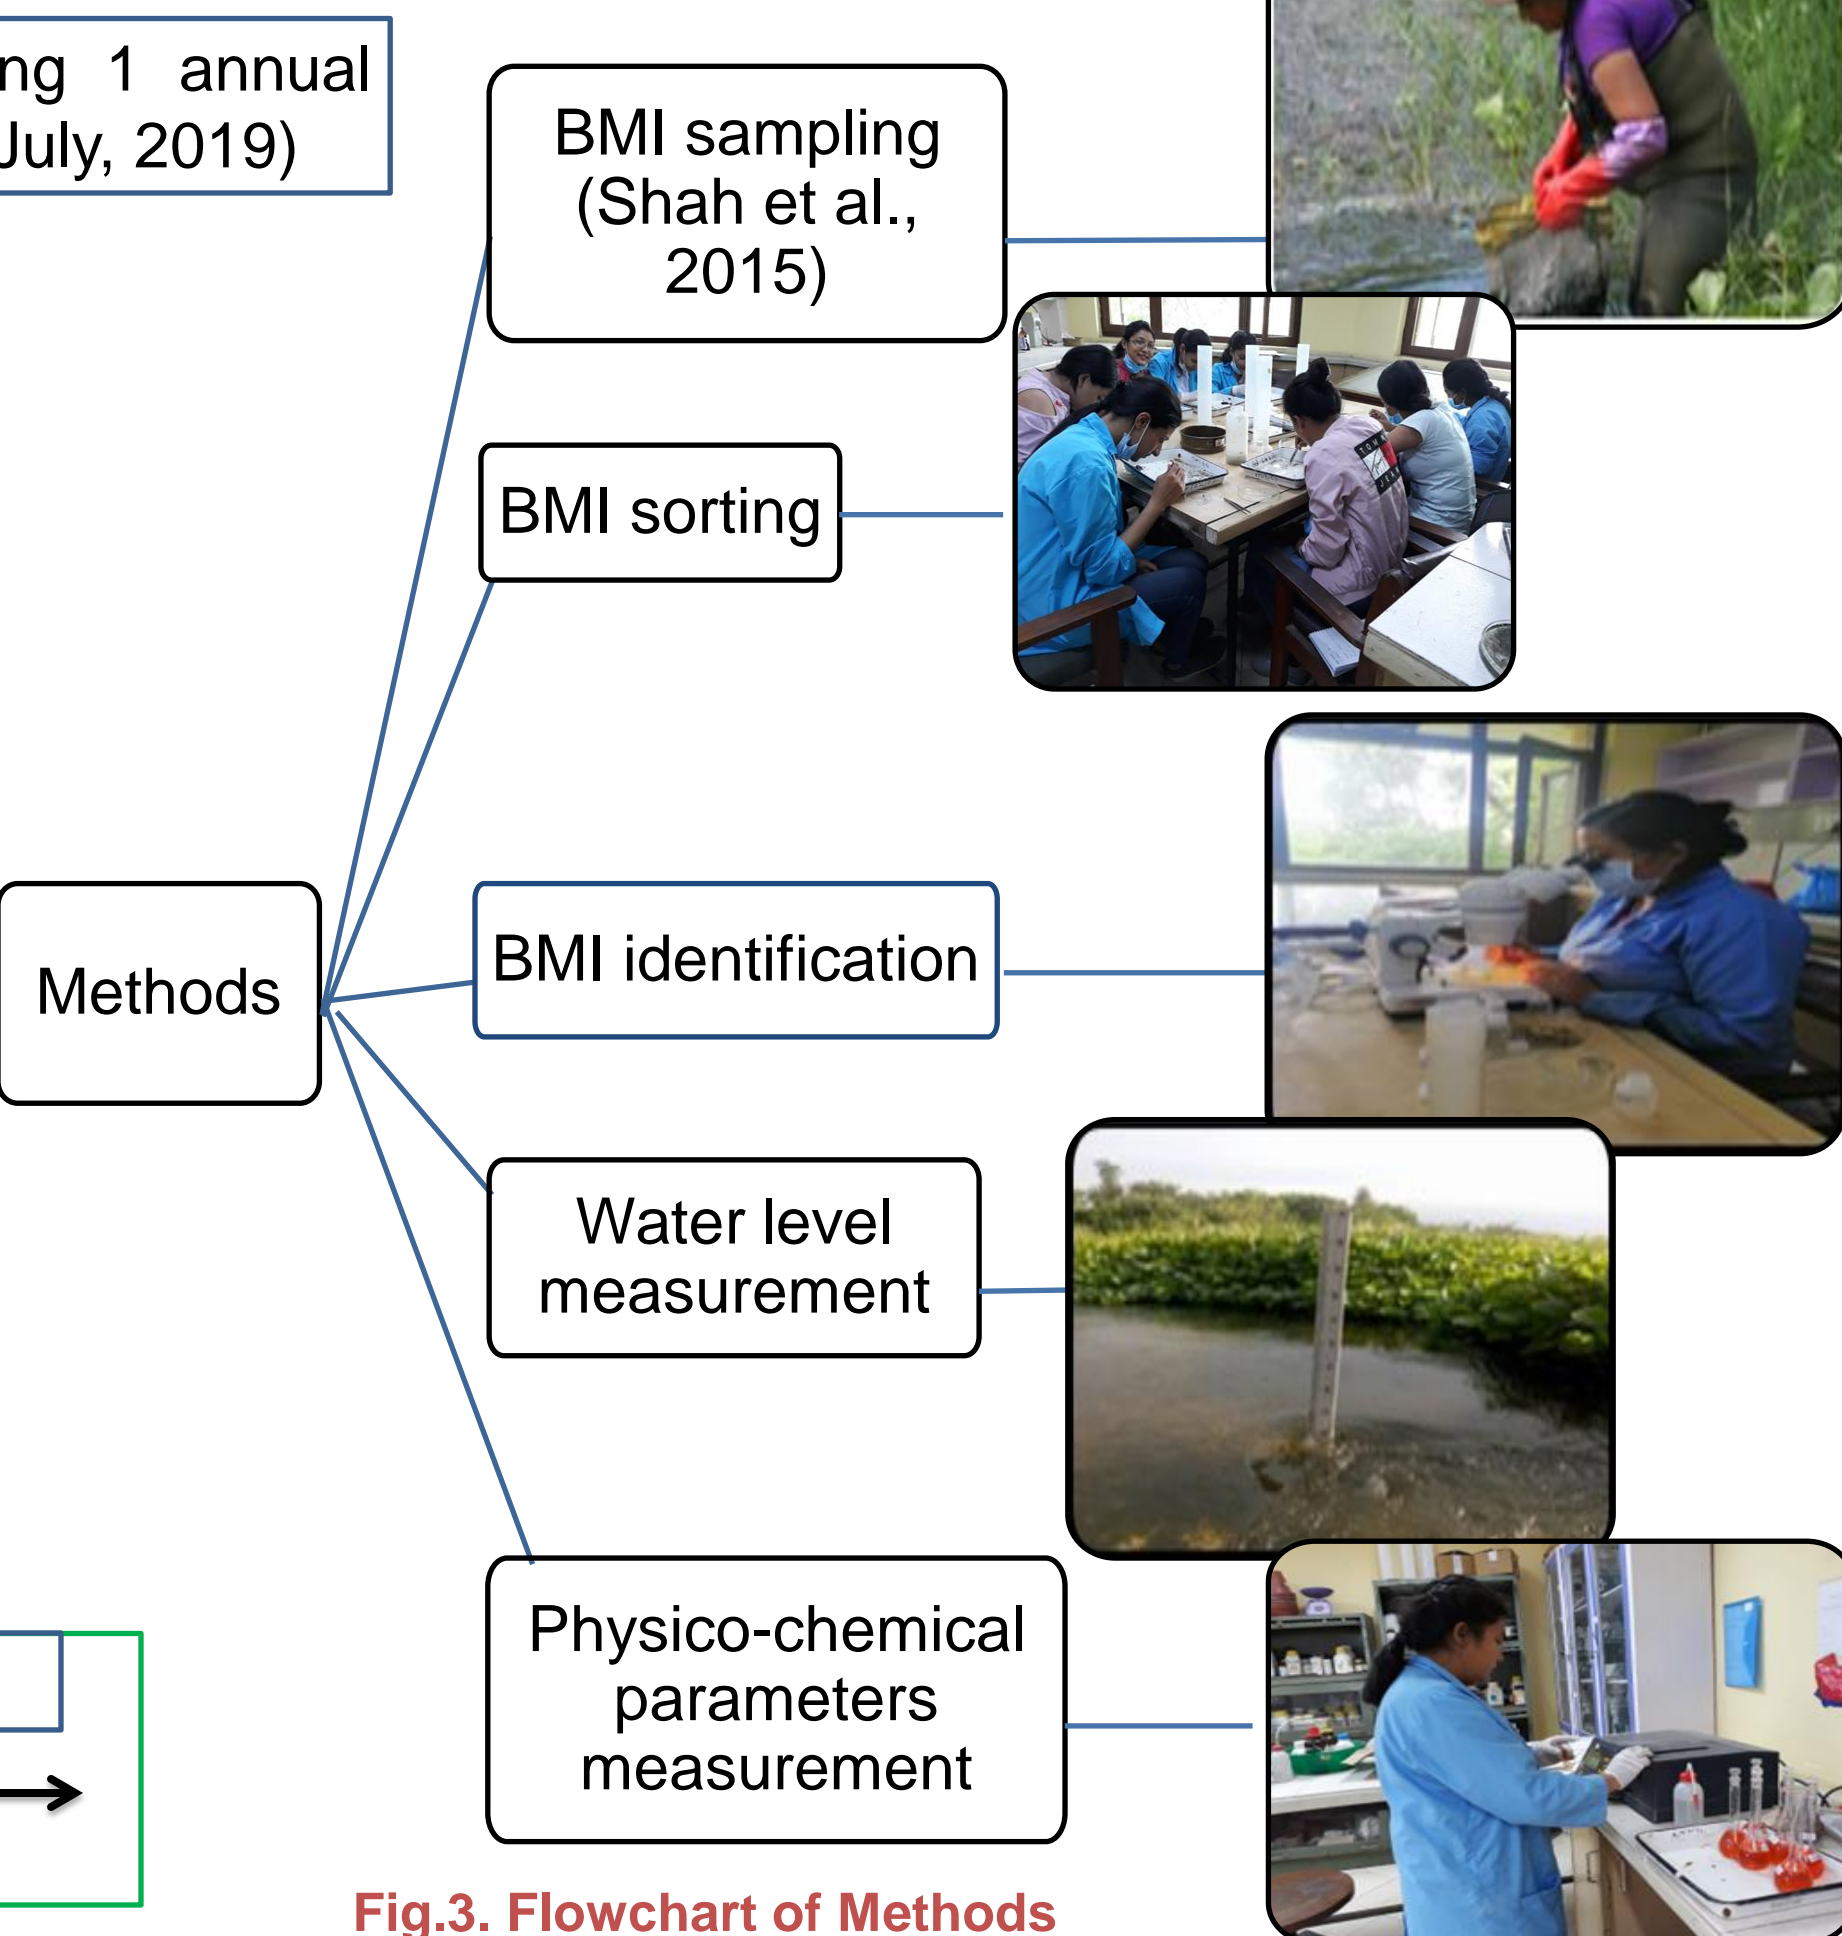 1 annual
July, 2019)
BMI sampling
(Shah et al.,
2015)
BMI sorting
BMI identification
Methods
Water level
measurement
Physico-chemical
parameters
measurement
Fig.3. Flowchart of Methods